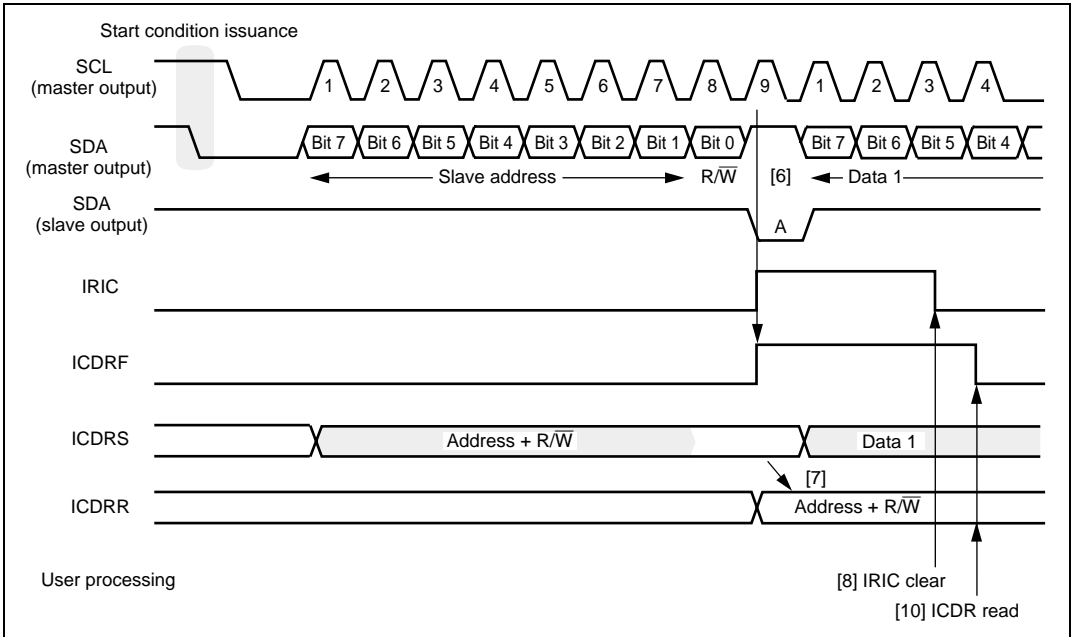 Start condition issuance
SCL
(master output)
1 2 3 4 5 6 7 8 9 1 2 3 4
SDA
(master output)
Bit 7 Bit 6 Bit 5 Bit 4 Bit 3 Bit 2 Bit 1 Bit 0 Bit 7 Bit 6 Bit 5 Bit 4
Slave address R/W̅ [6] Data 1
SDA
(slave output)
A
IRIC
ICDRF
ICDRS
Address + R/W̅ Data 1
[7]
ICDRR
Address + R/W̅
User processing
[8] IRIC clear
[10] ICDR read